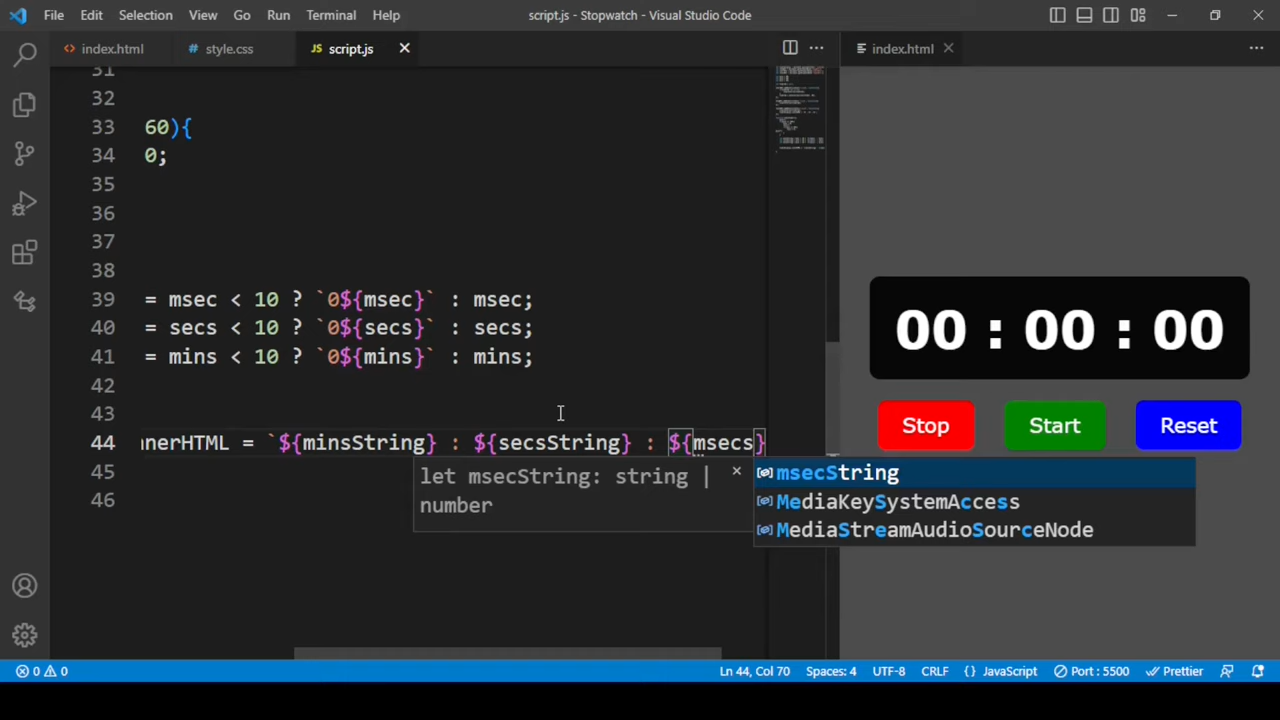 File Edit Selection View Go Run Terminal Help script.js - Stopwatch - Visual Studio Code
index.html style.css JS script.js index.html
31
32
33 60){
34 0;
35
36
37
38
39 = msec < 10 ? `0${msec}` : msec;
40 = secs < 10 ? `0${secs}` : secs;
41 = mins < 10 ? `0${mins}` : mins;
42
43
44 nnerHTML = `${minsString} : ${secsString} : ${msecs}
45
46
let msecString: string |
number
msecString
MediaKeySystemAccess
MediaStreamAudioSourceNode
00 : 00 : 00
Stop Start Reset
0 0 Ln 44, Col 70 Spaces: 4 UTF-8 CRLF {} JavaScript Port : 5500 Prettier